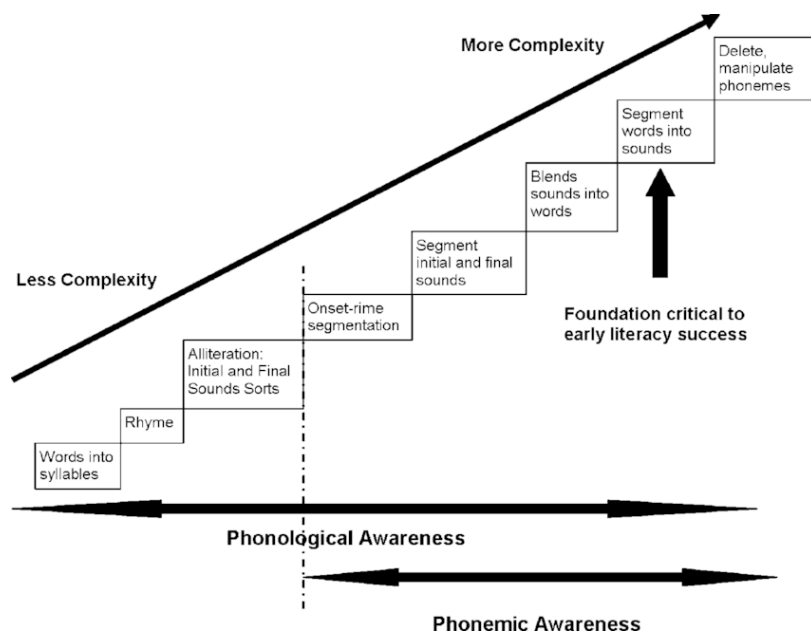 More Complexity
Delete,
manipulate
phonemes
Segment
words into
sounds
Blends
sounds into
words
Segment
initial and final
sounds
Less Complexity
Onset-rime
segmentation
Foundation critical to
early literacy success
Alliteration:
Initial and Final
Sounds Sorts
Rhyme
Words into
syllables
Phonological Awareness
Phonemic Awareness